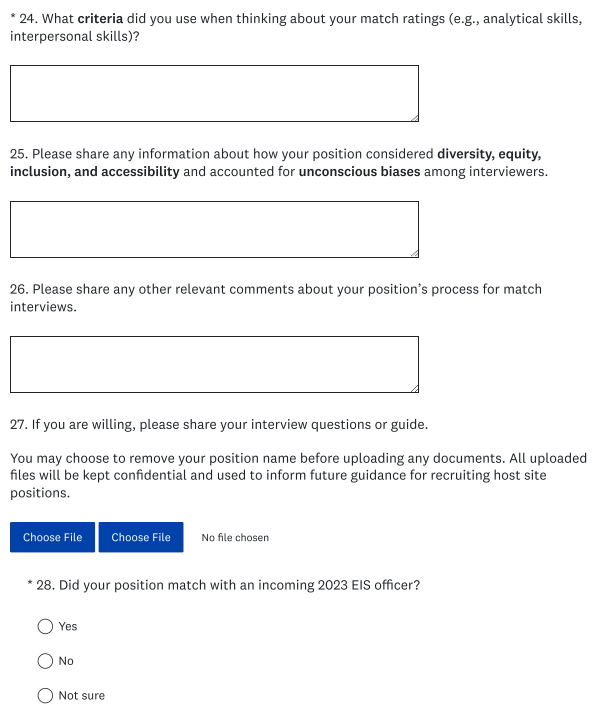 * 24. What criteria did you use when thinking about your match ratings (e.g., analytical skills,
interpersonal skills)?
25. Please share any information about how your position considered diversity, equity,
inclusion, and accessibility and accounted for unconscious biases among interviewers.
26. Please share any other relevant comments about your position's process for match
interviews.
27. If you are willing, please share your interview questions or guide.
You may choose to remove your position name before uploading any documents. All uploaded
files will be kept confidential and used to inform future guidance for recruiting host site
positions.
Choose File Choose File No file chosen
* 28. Did your position match with an incoming 2023 EIS officer?
Yes
No
Not sure